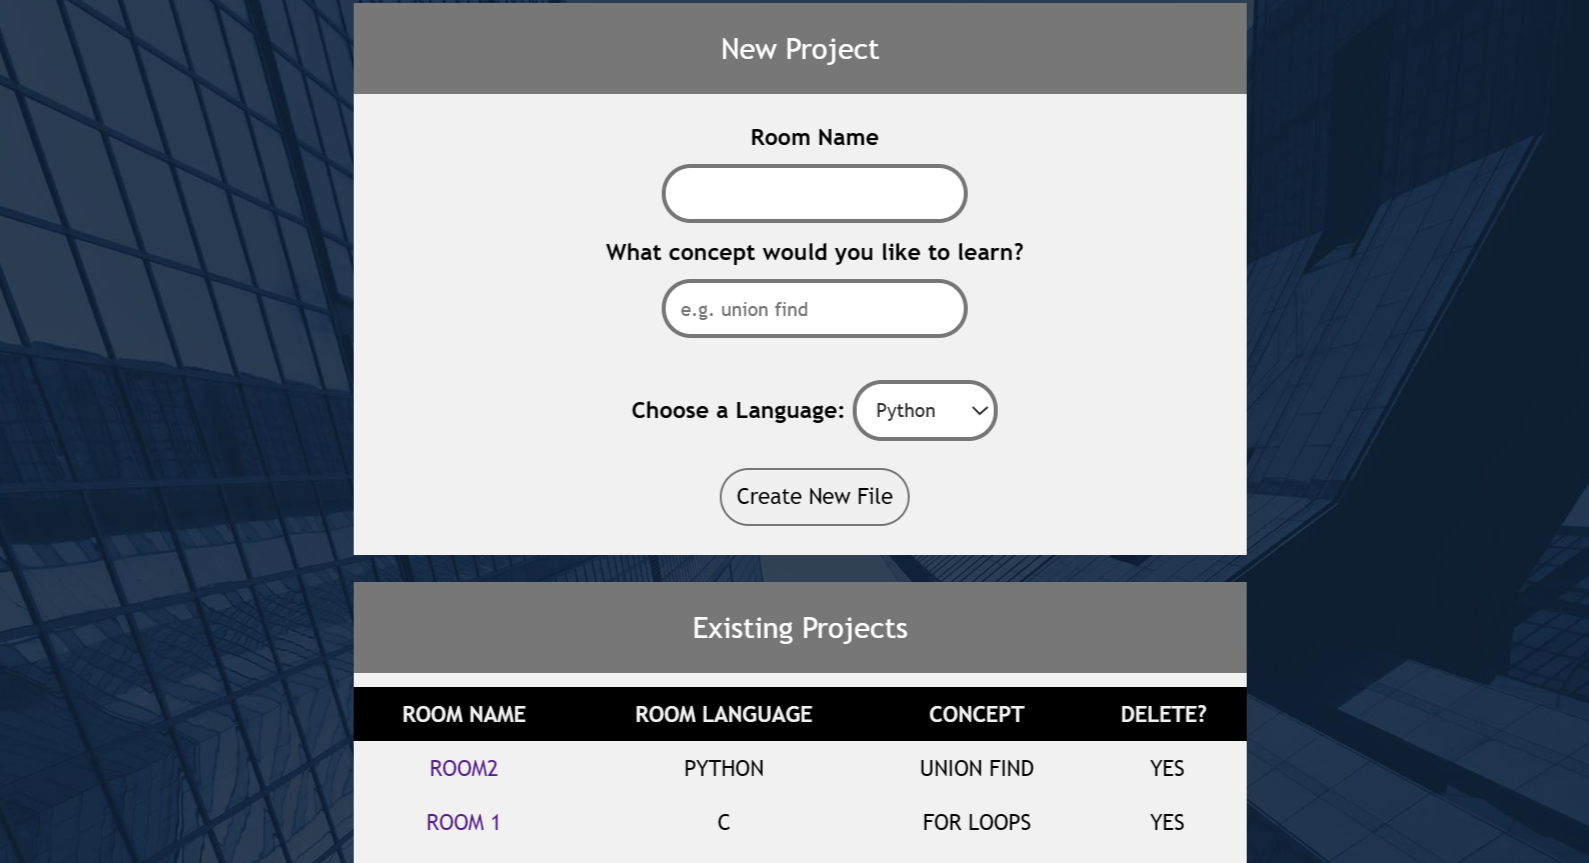 New Project
Room Name
What concept would you like to learn?
e.g. union find
Choose a Language: Python
Create New File
Existing Projects
ROOM NAME ROOM LANGUAGE CONCEPT DELETE?
ROOM2 PYTHON UNION FIND YES
ROOM 1 C FOR LOOPS YES